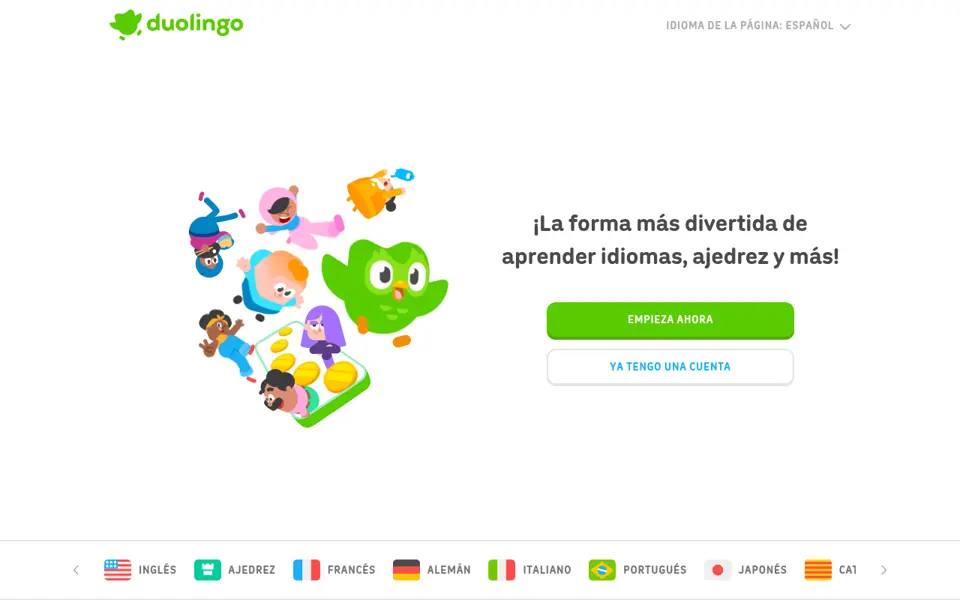 duolingo
IDIOMA DE LA PÁGINA: ESPAÑOL
¡La forma más divertida de
aprender idiomas, ajedrez y más!
EMPIEZA AHORA
YA TENGO UNA CUENTA
INGLÉS AJEDREZ FRANCÉS ALEMÁN ITALIANO PORTUGUÉS JAPONÉS CAT